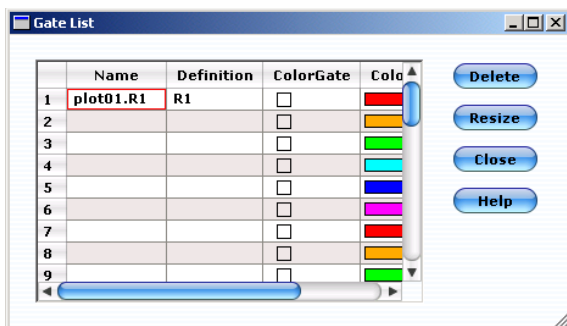 Gate List
Name Definition ColorGate Colo
1 plot01.R1 R1
2
3
4
5
6
7
8
9
Delete
Resize
Close
Help